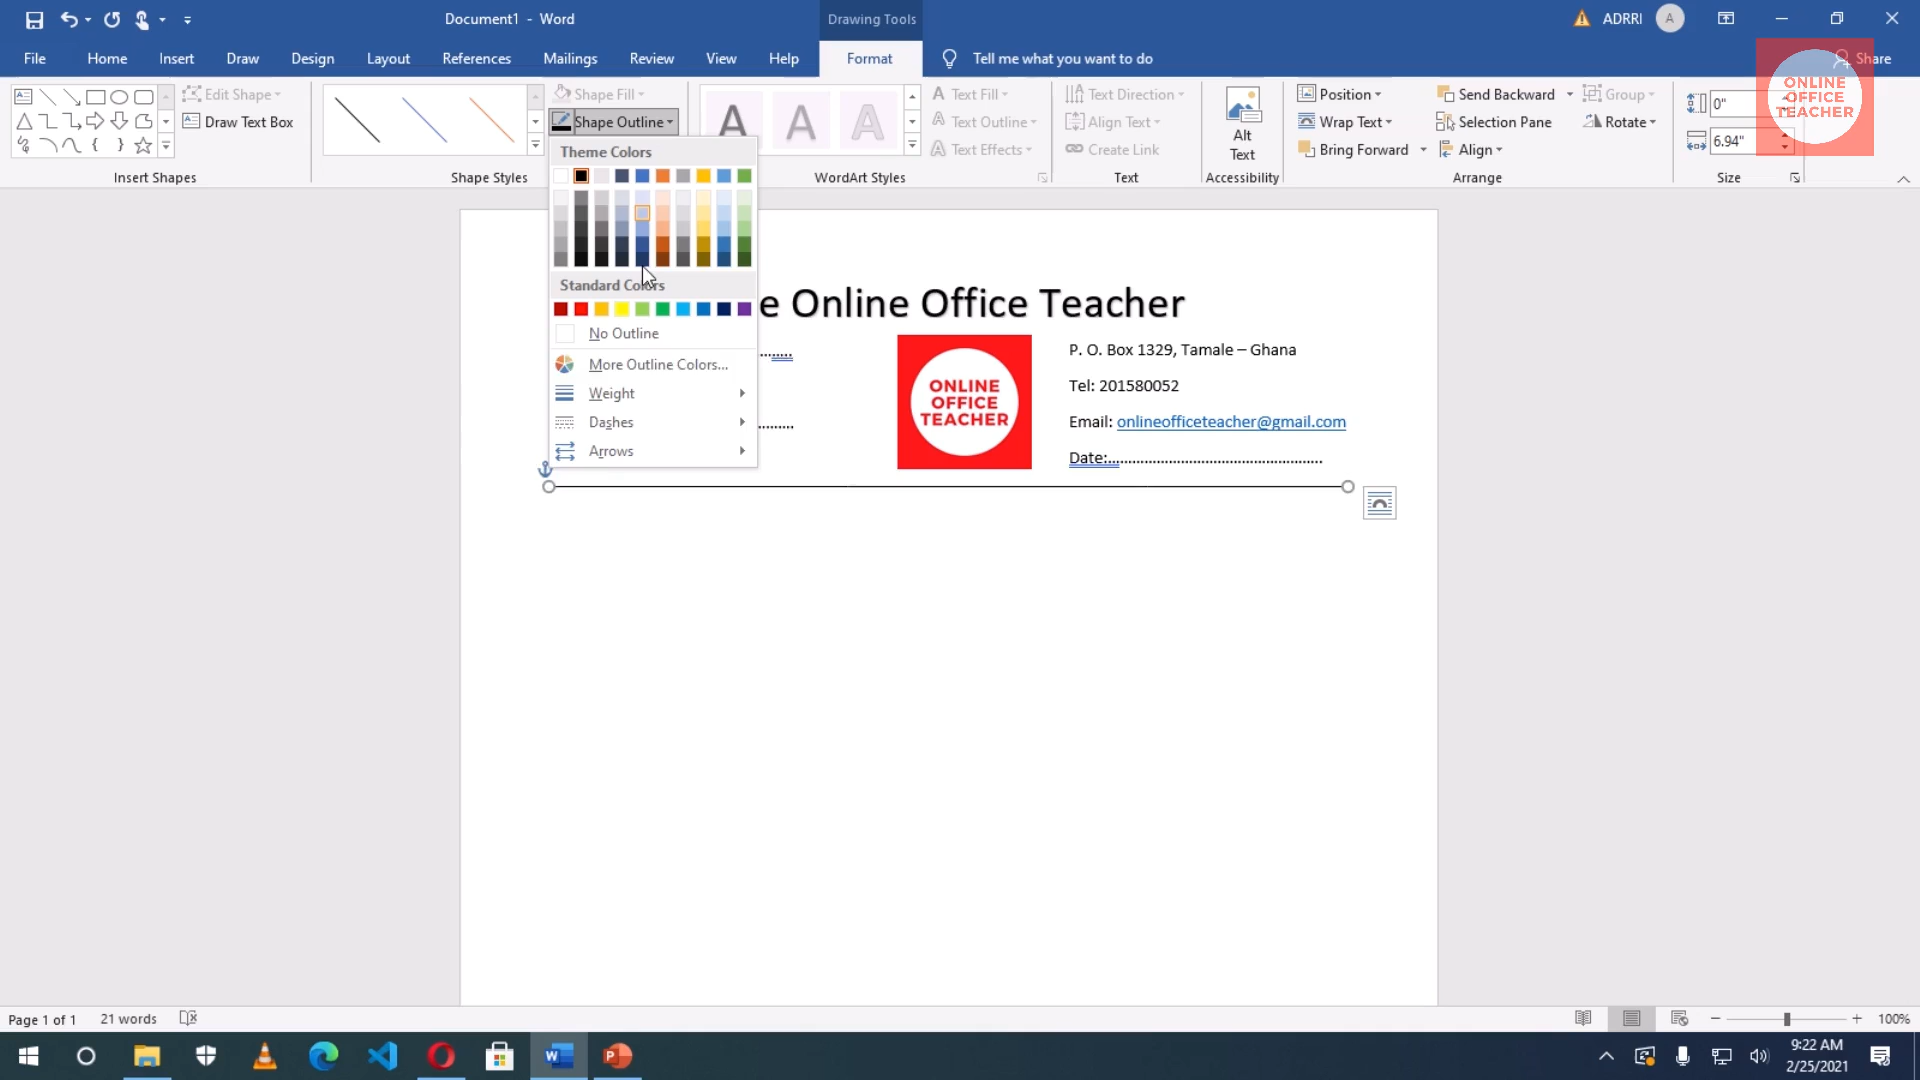 Document1 - Word
Drawing Tools
ADRRI
A
File
Home
Insert
Draw
Design
Layout
References
Mailings
Review
View
Help
Format
Tell me what you want to do
Share
Edit Shape
Draw Text Box
Insert Shapes
Shape Styles
Shape Fill
Shape Outline
A A A
WordArt Styles
Text Fill
Text Outline
Text Effects
Text Direction
Align Text
Create Link
Text
Alt
Text
Accessibility
Position
Wrap Text
Bring Forward
Send Backward
Selection Pane
Align
Group
Rotate
Arrange
0"
6.94"
Size
ONLINE
OFFICE
TEACHER
Theme Colors
Standard Colors
No Outline
More Outline Colors...
Weight
Dashes
Arrows
e Online Office Teacher
ONLINE
OFFICE
TEACHER
P. O. Box 1329, Tamale – Ghana
Tel: 201580052
Email: onlineofficeteacher@gmail.com
Date:......................................................
Page 1 of 1
21 words
100%
9:22 AM
2/25/2021